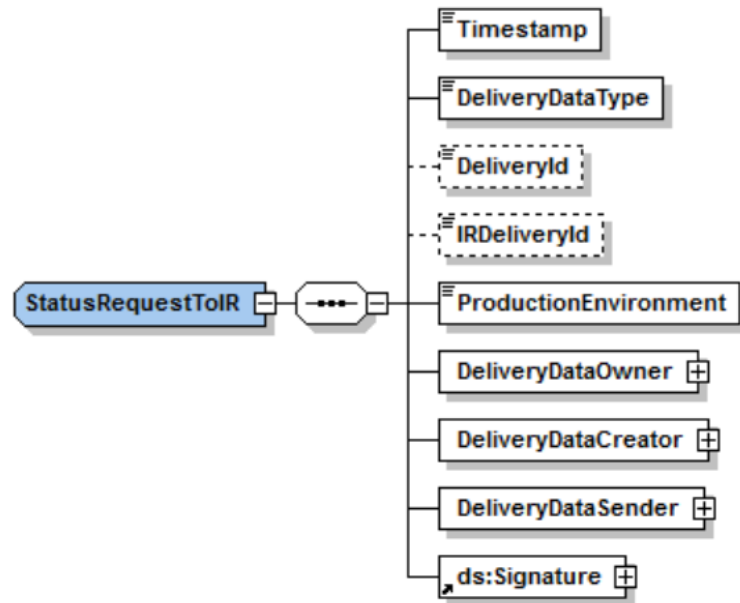 Timestamp
DeliveryDataType
DeliveryId
IRDeliveryId
StatusRequestToIR
ProductionEnvironment
DeliveryDataOwner
DeliveryDataCreator
DeliveryDataSender
ds:Signature